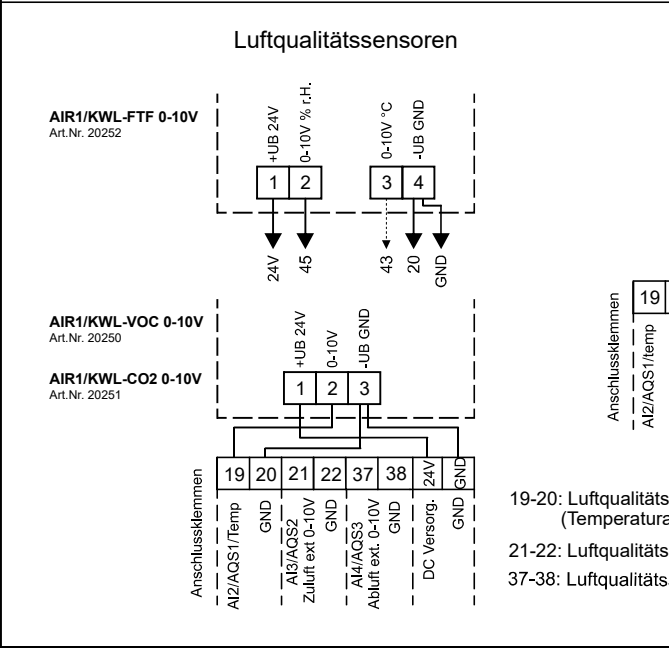 Luftqualitätssensoren
AIR1/KWL-FTF 0-10V
Art.Nr. 20252
+UB 24V
0-10V % r.H.
0-10V °C
-UB GND
1 2 3 4
24V
45
43
20
GND
AIR1/KWL-VOC 0-10V
Art.Nr. 20250
AIR1/KWL-CO2 0-10V
Art.Nr. 20251
+UB 24V
0-10V
-UB GND
1 2 3
Anschlussklemmen
19 20 21 22 37 38 24V GND
AI2/AQS1/Temp
GND
AI3/AQS2
Zuluft ext 0-10V
GND
AI4/AQS3
Abluft ext. 0-10V
GND
DC Versorg.
GND
Anschlussklemmen
19
AI2/AQS1/temp
19-20: Luftqualitäts
(Temperatura
21-22: Luftqualitäts
37-38: Luftqualitäts